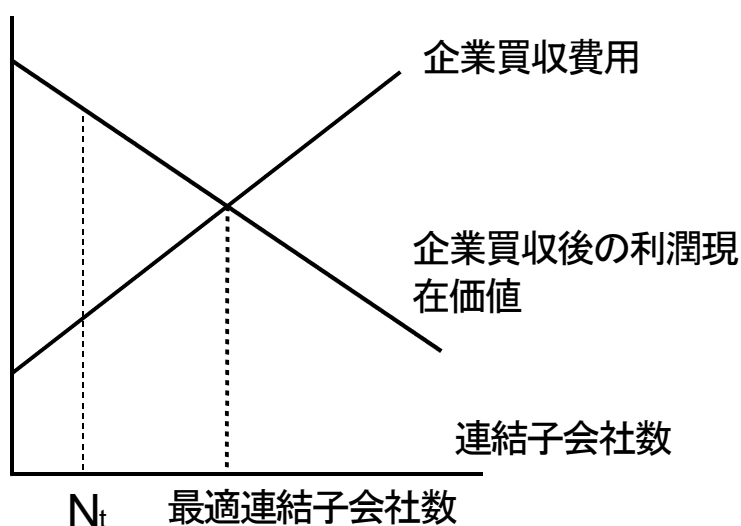 企業買収費用
企業買収後の利潤現
在価値
連結子会社数
Nt
最適連結子会社数